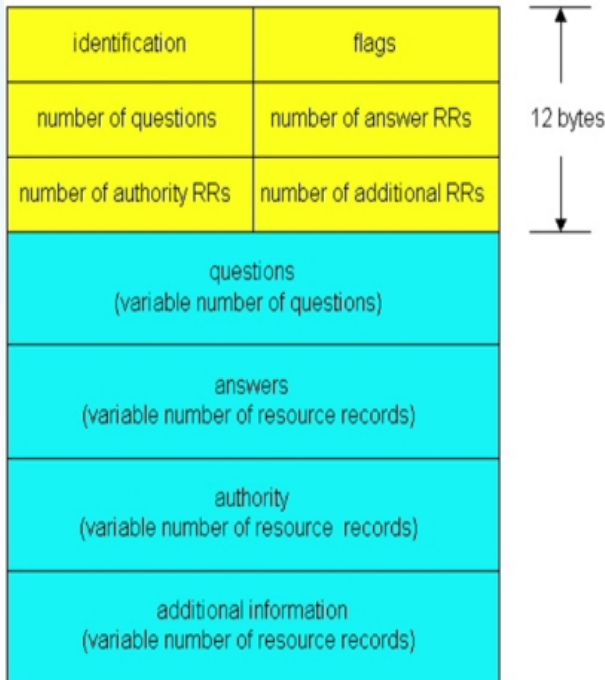 identification
flags
number of questions
number of answer RRs
12 bytes
number of authority RRs
number of additional RRs
questions
(variable number of questions)
answers
(variable number of resource records)
authority
(variable number of resource records)
additional information
(variable number of resource records)